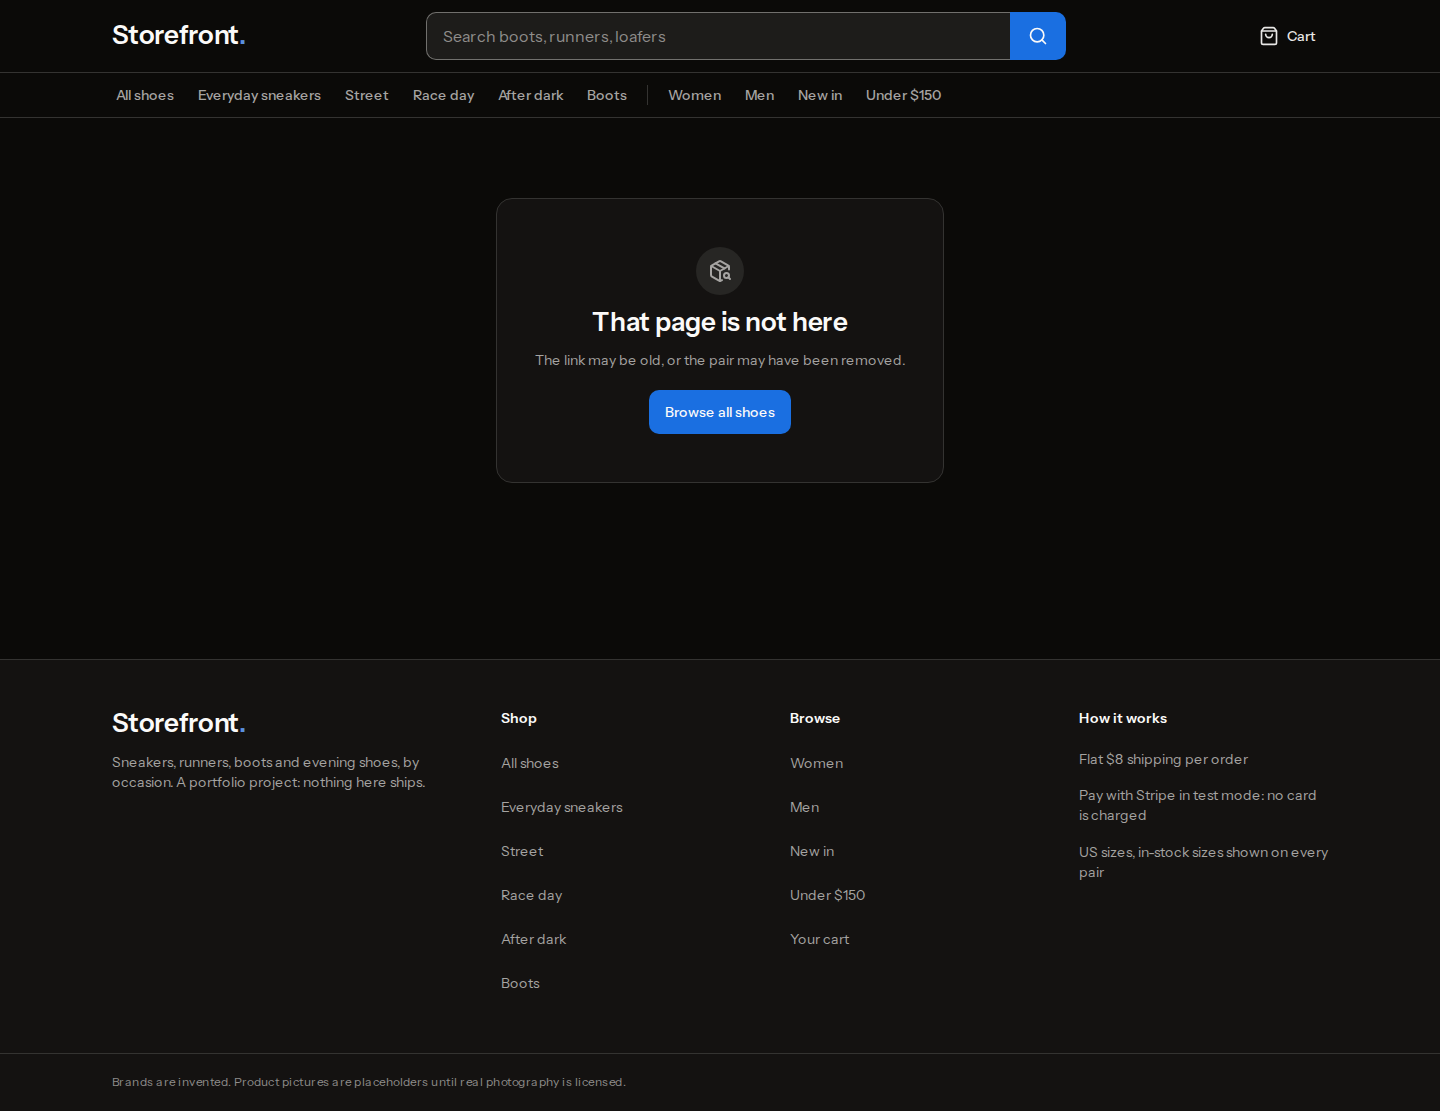 Storefront.
Search boots, runners, loafers
Cart
All shoes
Everyday sneakers
Street
Race day
After dark
Boots
Women
Men
New in
Under $150
That page is not here
The link may be old, or the pair may have been removed.
Browse all shoes
Storefront.
Sneakers, runners, boots and evening shoes, by
occasion. A portfolio project: nothing here ships.
Shop
All shoes
Everyday sneakers
Street
Race day
After dark
Boots
Browse
Women
Men
New in
Under $150
Your cart
How it works
Flat $8 shipping per order
Pay with Stripe in test mode: no card
is charged
US sizes, in-stock sizes shown on every
pair
Brands are invented. Product pictures are placeholders until real photography is licensed.